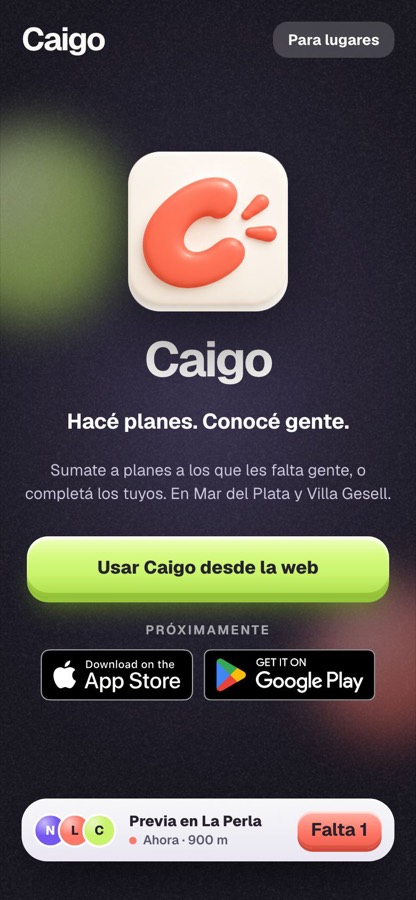 Caigo
Para lugares
Caigo
Hacé planes. Conocé gente.
Sumate a planes a los que les falta gente, o
completá los tuyos. En Mar del Plata y Villa Gesell.
Usar Caigo desde la web
PRÓXIMAMENTE
Download on the
App Store
GET IT ON
Google Play
N L C
Previa en La Perla
Ahora · 900 m
Falta 1